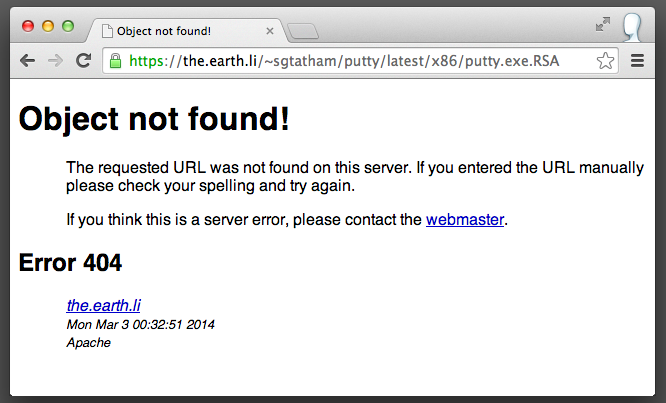 Object not found!
https://the.earth.li/~sgtatham/putty/latest/x86/putty.exe.RSA
Object not found!
The requested URL was not found on this server. If you entered the URL manually
please check your spelling and try again.
If you think this is a server error, please contact the webmaster.
Error 404
the.earth.li
Mon Mar 3 00:32:51 2014
Apache